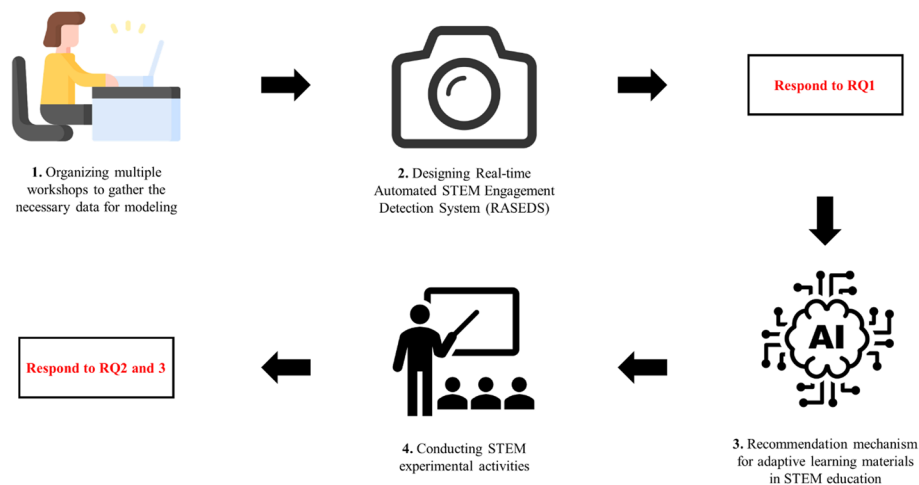 1. Organizing multiple
workshops to gather the
necessary data for modeling
2. Designing Real-time
Automated STEM Engagement
Detection System (RASEDS)
Respond to RQ1
AI
3. Recommendation mechanism
for adaptive learning materials
in STEM education
4. Conducting STEM
experimental activities
Respond to RQ2 and 3